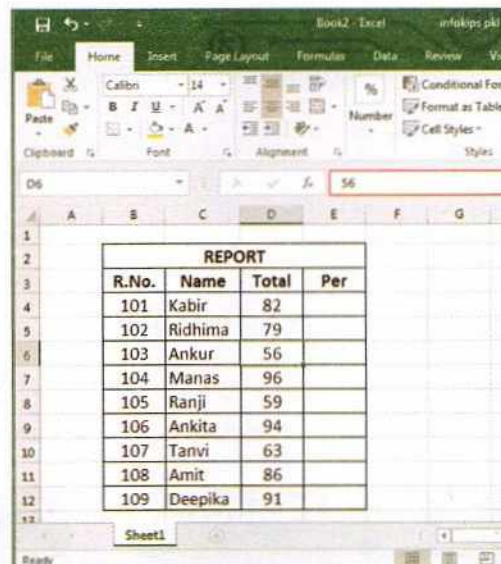 Book2 - Excel infokips pkl
File Home Insert Page Layout Formulas Data Review
Calibri 14 % Conditional For
Paste B I U A A Number Format as Table
Cell Styles
Clipboard Font Alignment Styles
D6 fx 56
A B C D E F G
1
2 REPORT
3 R.No. Name Total Per
4 101 Kabir 82
5 102 Ridhima 79
6 103 Ankur 56
7 104 Manas 96
8 105 Ranji 59
9 106 Ankita 94
10 107 Tanvi 63
11 108 Amit 86
12 109 Deepika 91
13
Sheet1
Ready